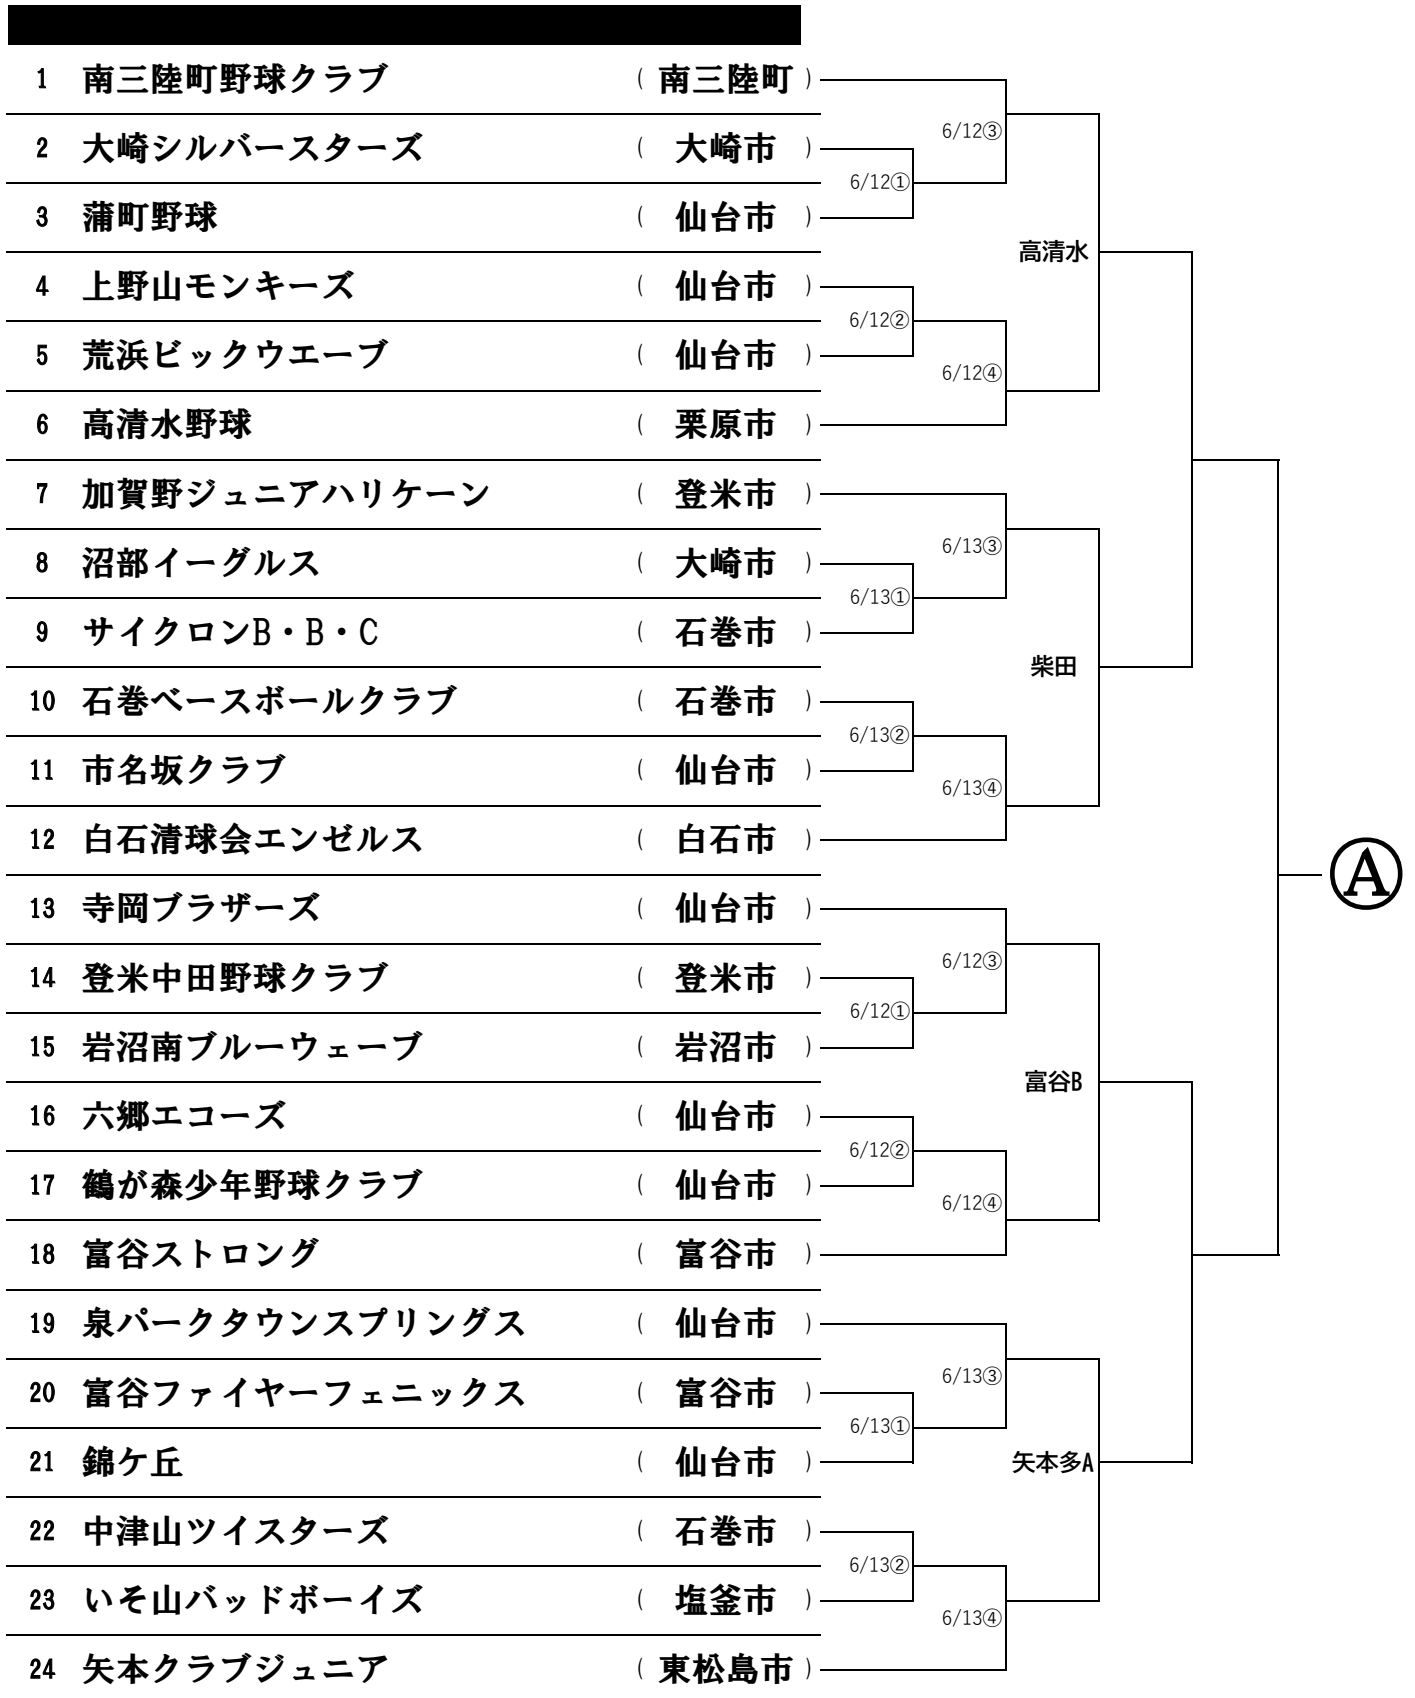 1 南三陸町野球クラブ ( 南三陸町 )
6/12③
2 大崎シルバースターズ ( 大崎市 )
6/12①
3 蒲町野球 ( 仙台市 )
高清水
4 上野山モンキーズ ( 仙台市 )
6/12②
5 荒浜ビックウエーブ ( 仙台市 )
6/12④
6 高清水野球 ( 栗原市 )
7 加賀野ジュニアハリケーン ( 登米市 )
6/13③
8 沼部イーグルス ( 大崎市 )
6/13①
9 サイクロンB・B・C ( 石巻市 )
柴田
10 石巻ベースボールクラブ ( 石巻市 )
6/13②
11 市名坂クラブ ( 仙台市 )
6/13④
12 白石清球会エンゼルス ( 白石市 )
Ⓐ
13 寺岡ブラザーズ ( 仙台市 )
6/12③
14 登米中田野球クラブ ( 登米市 )
6/12①
15 岩沼南ブルーウェーブ ( 岩沼市 )
富谷B
16 六郷エコーズ ( 仙台市 )
6/12②
17 鶴が森少年野球クラブ ( 仙台市 )
6/12④
18 富谷ストロング ( 富谷市 )
19 泉パークタウンスプリングス ( 仙台市 )
6/13③
20 富谷ファイヤーフェニックス ( 富谷市 )
6/13①
21 錦ケ丘 ( 仙台市 )
矢本多A
22 中津山ツイスターズ ( 石巻市 )
6/13②
23 いそ山バッドボーイズ ( 塩釜市 )
6/13④
24 矢本クラブジュニア ( 東松島市 )